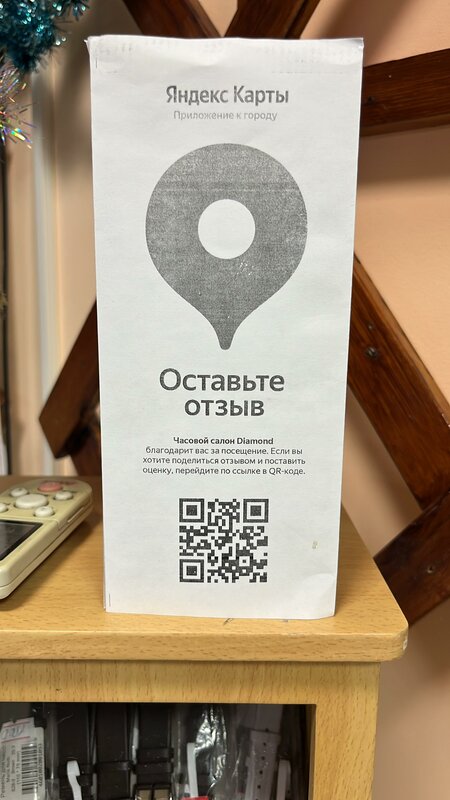 Яндекс Карты
Приложение к городу
Оставьте
отзыв
Часовой салон Diamond
благодарит вас за посещение. Если вы
хотите поделиться отзывом и поставить
оценку, перейдите по ссылке в QR-коде.